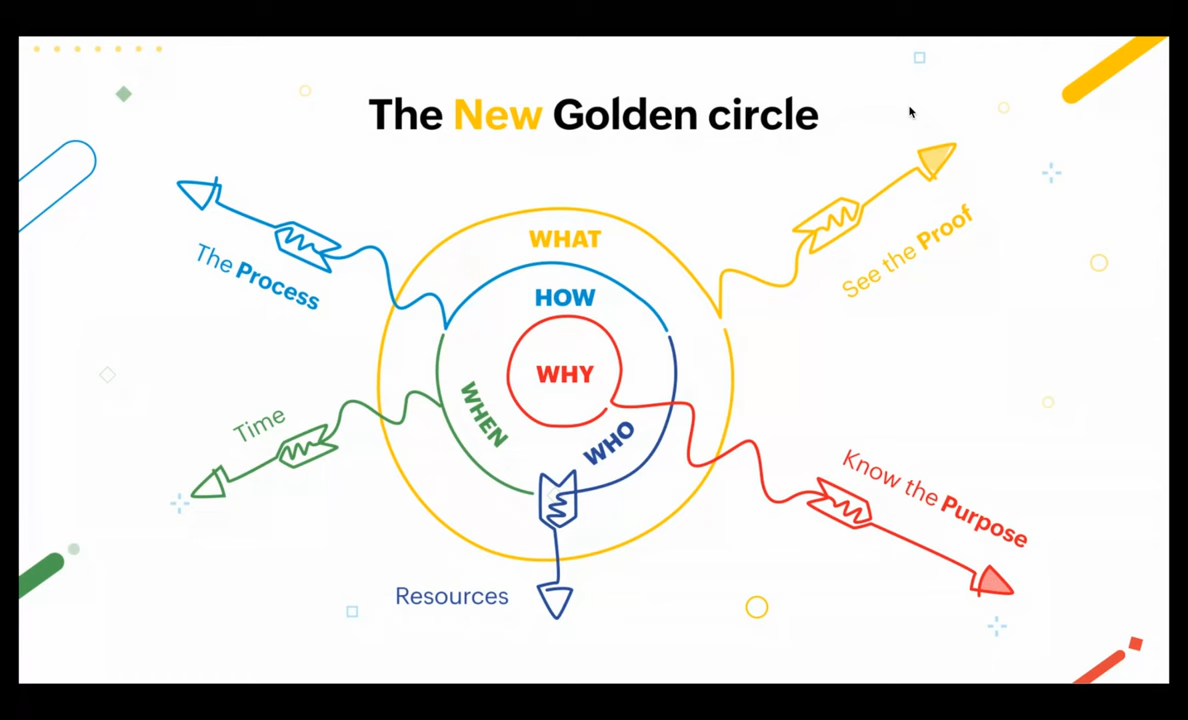 The New Golden circle
WHAT
HOW
WHY
WHEN
WHO
The Process
See the Proof
Time
Know the Purpose
Resources